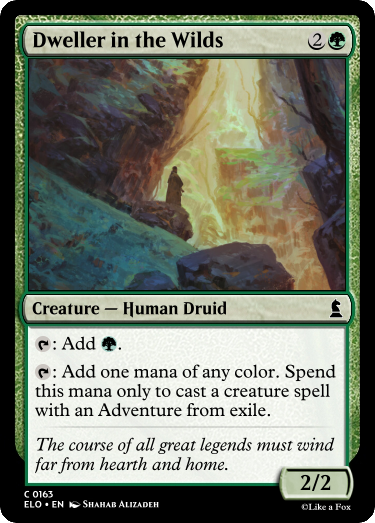 Dweller in the Wilds 2
Creature — Human Druid
: Add .
: Add one mana of any color. Spend
this mana only to cast a creature spell
with an Adventure from exile.
The course of all great legends must wind
far from hearth and home.
2/2
C 0163
ELO • EN Shahab Alizadeh
©Like a Fox